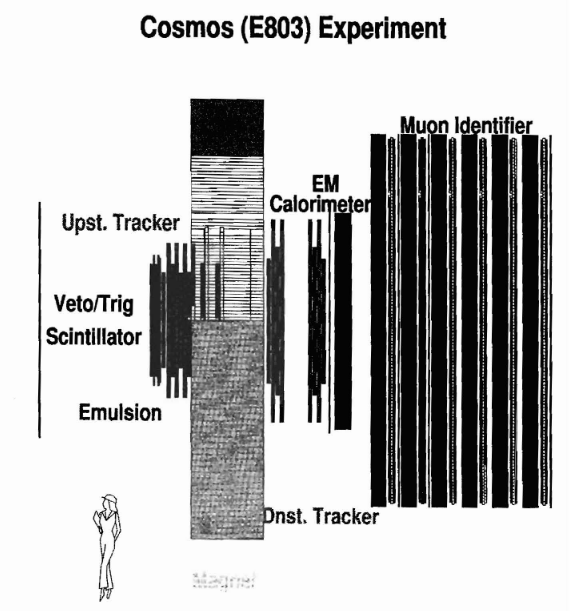 Cosmos (E803) Experiment
Muon Identifier
EM
Calorimeter
Upst. Tracker
Veto/Trig
Scintillator
Emulsion
Dnst. Tracker
Magnet